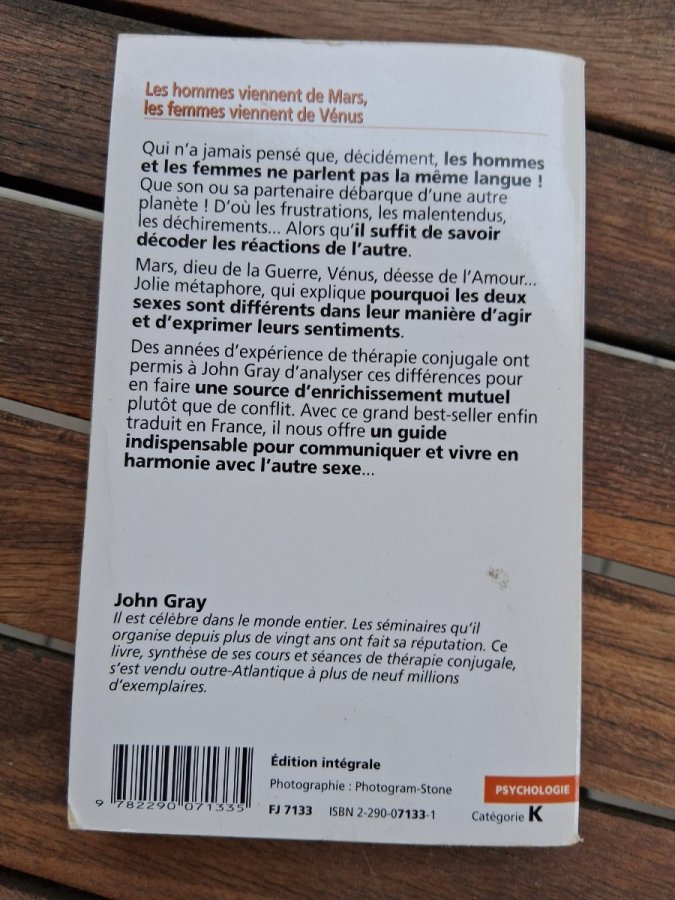 Les hommes viennent de Mars,
les femmes viennent de Vénus
Qui n'a jamais pensé que, décidément, les hommes
et les femmes ne parlent pas la même langue !
Que son ou sa partenaire débarque d'une autre
planète ! D'où les frustrations, les malentendus,
les déchirements... Alors qu'il suffit de savoir
décoder les réactions de l'autre.
Mars, dieu de la Guerre, Vénus, déesse de l'Amour...
Jolie métaphore, qui explique pourquoi les deux
sexes sont différents dans leur manière d'agir
et d'exprimer leurs sentiments.
Des années d'expérience de thérapie conjugale ont
permis à John Gray d'analyser ces différences pour
en faire une source d'enrichissement mutuel
plutôt que de conflit. Avec ce grand best-seller enfin
traduit en France, il nous offre un guide
indispensable pour communiquer et vivre en
harmonie avec l'autre sexe...
John Gray
Il est célèbre dans le monde entier. Les séminaires qu'il
organise depuis plus de vingt ans ont fait sa réputation. Ce
livre, synthèse de ses cours et séances de thérapie conjugale,
s'est vendu outre-Atlantique à plus de neuf millions
d'exemplaires.
9 782290 071335
Édition intégrale
Photographie : Photogram-Stone
FJ 7133 ISBN 2-290-07133-1
PSYCHOLOGIE
Catégorie K